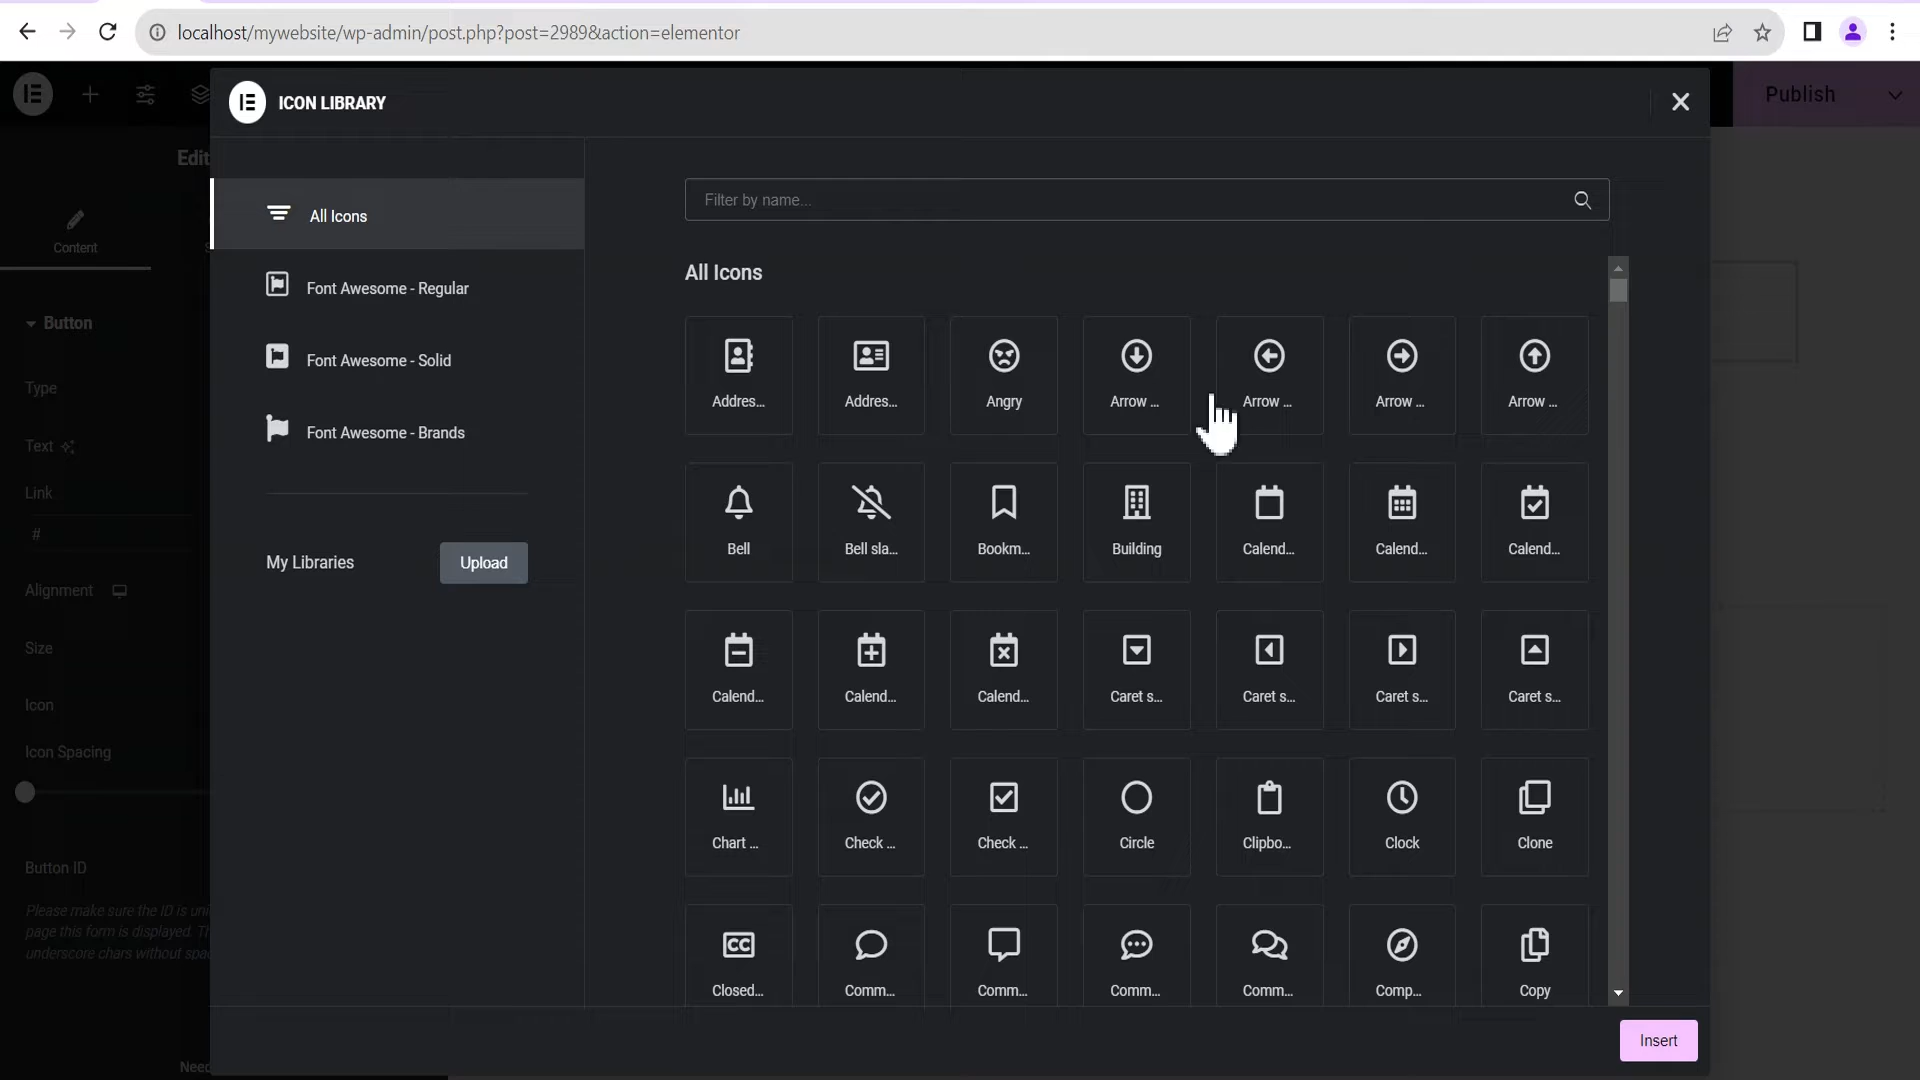 localhost/mywebsite/wp-admin/post.php?post=2989&action=elementor
ICON LIBRARY
Publish
Edit
Content
Button
Type
Text
Link
#
Alignment
Size
Icon
Icon Spacing
Button ID
Please make sure the ID is
page this form is displayed.
underscore chars without
All Icons
Font Awesome - Regular
Font Awesome - Solid
Font Awesome - Brands
My Libraries
Upload
Filter by name...
All Icons
Addres... Addres... Angry Arrow ... Arrow ... Arrow ... Arrow ...
Bell Bell sla... Bookm... Building Calend... Calend... Calend...
Calend... Calend... Calend... Caret s... Caret s... Caret s... Caret s...
Chart ... Check ... Check ... Circle Clipbo... Clock Clone
CC
Closed... Comm... Comm... Comm... Comm... Comp... Copy
Insert